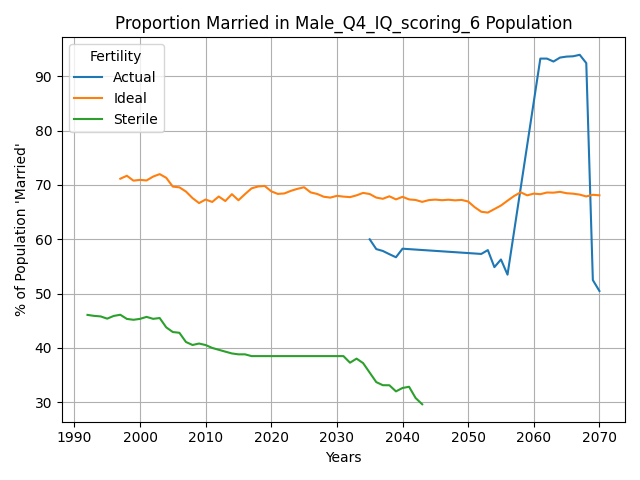 Proportion Married in Male_Q4_IQ_scoring_6 Population
Fertility
Actual
Ideal
Sterile
% of Population 'Married'
90
80
70
60
50
40
30
1990 2000 2010 2020 2030 2040 2050 2060 2070
Years